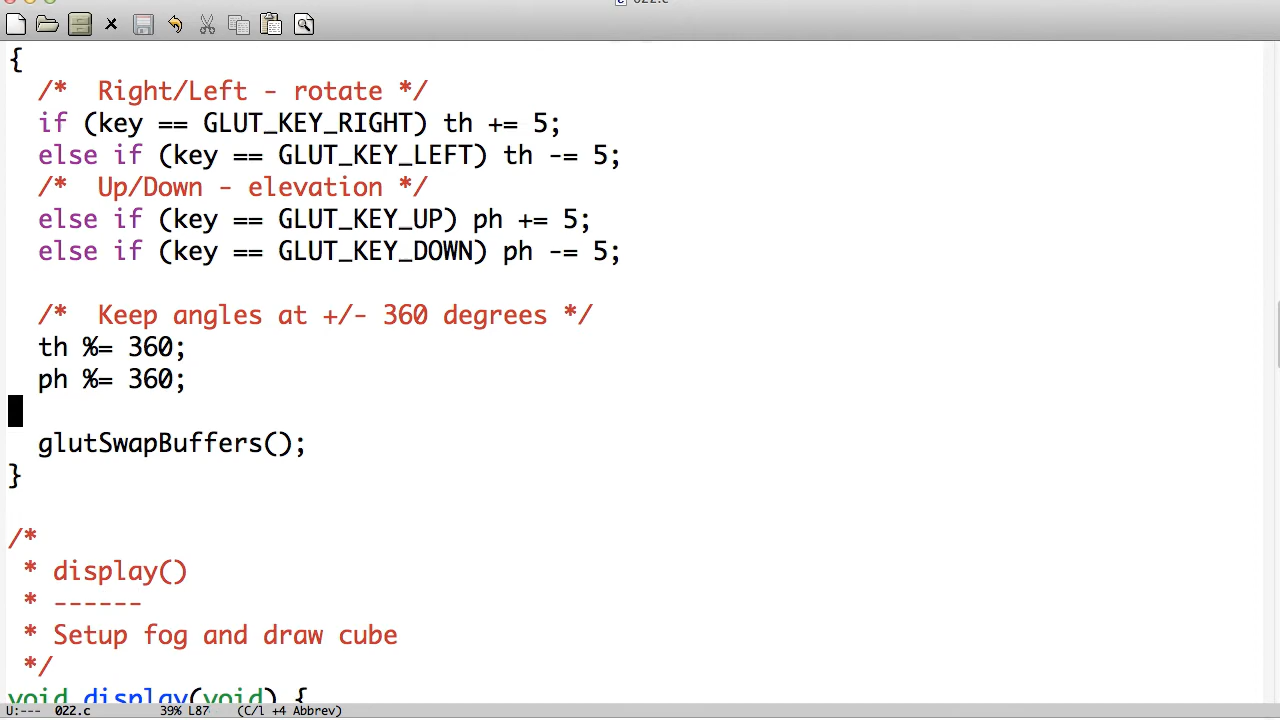 022.c
{
/*  Right/Left - rotate */
if (key == GLUT_KEY_RIGHT) th += 5;
else if (key == GLUT_KEY_LEFT) th -= 5;
/*  Up/Down - elevation */
else if (key == GLUT_KEY_UP) ph += 5;
else if (key == GLUT_KEY_DOWN) ph -= 5;
/*  Keep angles at +/- 360 degrees */
th %= 360;
ph %= 360;
glutSwapBuffers();
}
/*
* display()
* ------
* Setup fog and draw cube
*/
void display(void) {
U:---  022.c  39% L87  (C/l +4 Abbrev)